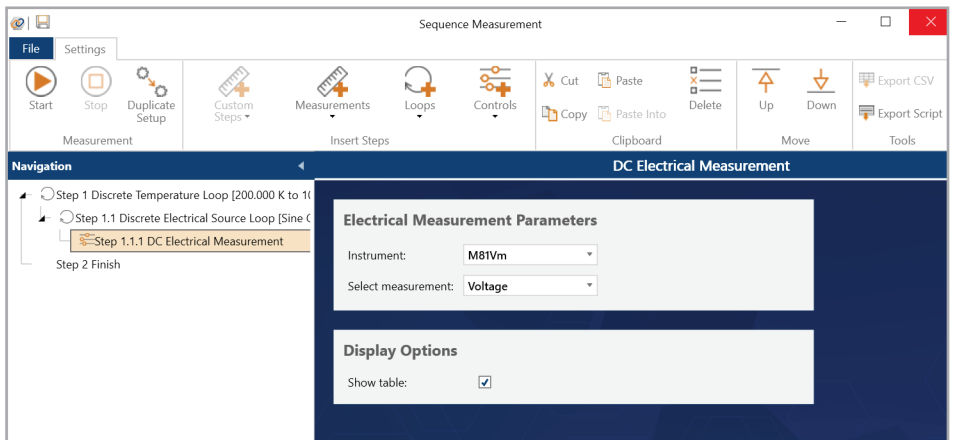 Sequence Measurement
File Settings
Start Stop Duplicate Setup Custom Steps Measurements Loops Controls Cut Paste Copy Paste Into Delete Up Down Export CSV Export Script
Measurement Insert Steps Clipboard Move Tools
Navigation
DC Electrical Measurement
Step 1 Discrete Temperature Loop [200.000 K to 10
Step 1.1 Discrete Electrical Source Loop [Sine
Step 1.1.1 DC Electrical Measurement
Step 2 Finish
Electrical Measurement Parameters
Instrument: M81Vm
Select measurement: Voltage
Display Options
Show table: